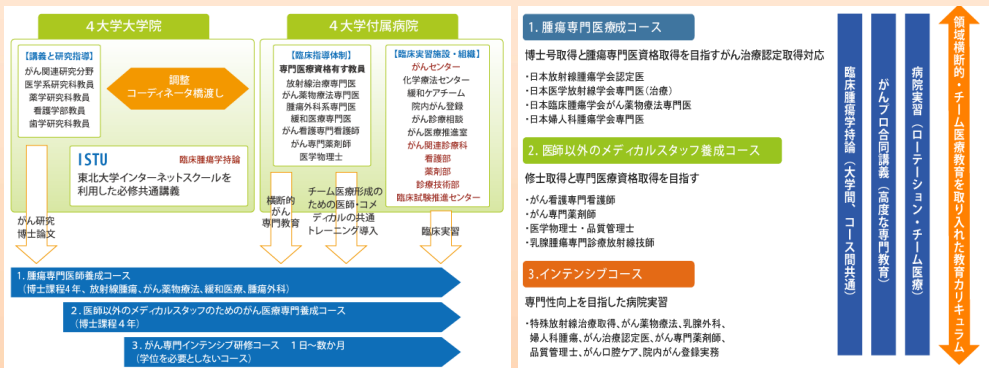 4大学大学院
【講義と研究指導】
がん関連研究分野
医学系研究科教員
薬学研究科教員
看護学部教員
歯学研究科教員
調整
コーディネータ橋渡し
ISTU
臨床腫瘍学特論
東北大学インターネットスクールを
利用した必修共通講義
4大学付属病院
【臨床指導体制】
専門医療資格有す教員
放射線治療専門医
がん薬物療法専門医
腫瘍外科系専門医
緩和医療専門医
がん看護専門看護師
がん専門薬剤師
医学物理士
【臨床実習施設・組織】
がんセンター
化学療法センター
緩和ケアチーム
院内がん登録
がん診療相談
がん医療推進室
がん関連診療科
看護部
薬剤部
診療技術部
臨床試験推進センター
がん研究
博士論文
横断的
がん
専門教育
チーム医療形成の
ための医師・コメ
ディカルの共通
トレーニング導入
臨床実習
1. 腫瘍専門医師養成コース
（博士課程4年、放射線腫瘍、がん薬物療法、緩和医療、腫瘍外科）
2. 医師以外のメディカルスタッフのためのがん医療専門養成コース
（博士課程4年）
3. がん専門インテンシブ研修コース 1日～数か月
（学位を必要としないコース）
1. 腫瘍専門医療成コース
博士号取得と腫瘍専門医資格取得を目指すがん治療認定取得対応
・日本放射線腫瘍学会認定医
・日本医学放射線学会専門医（治療）
・日本臨床腫瘍学会がん薬物療法専門医
・日本婦人科腫瘍学会専門医
2. 医師以外のメディカルスタッフ養成コース
修士取得と専門医療資格取得を目指す
・がん看護専門看護師
・がん専門薬剤師
・医学物理士・品質管理士
・乳腺腫瘍専門診療放射線技師
3.インテンシブコース
専門性向上を目指した病院実習
・特殊放射線治療取得、がん薬物療法、乳腺外科、
婦人科腫瘍、がん治療認定医、がん専門薬剤師、
品質管理士、がん口腔ケア、院内がん登録実務
臨床腫瘍学持論（大学間、コース間共通）
がんプロ合同講義（高度な専門教育）
病院実習（ローテーション・チーム医療）
領域横断的・チーム医療教育を取り入れた教育カリキュラム